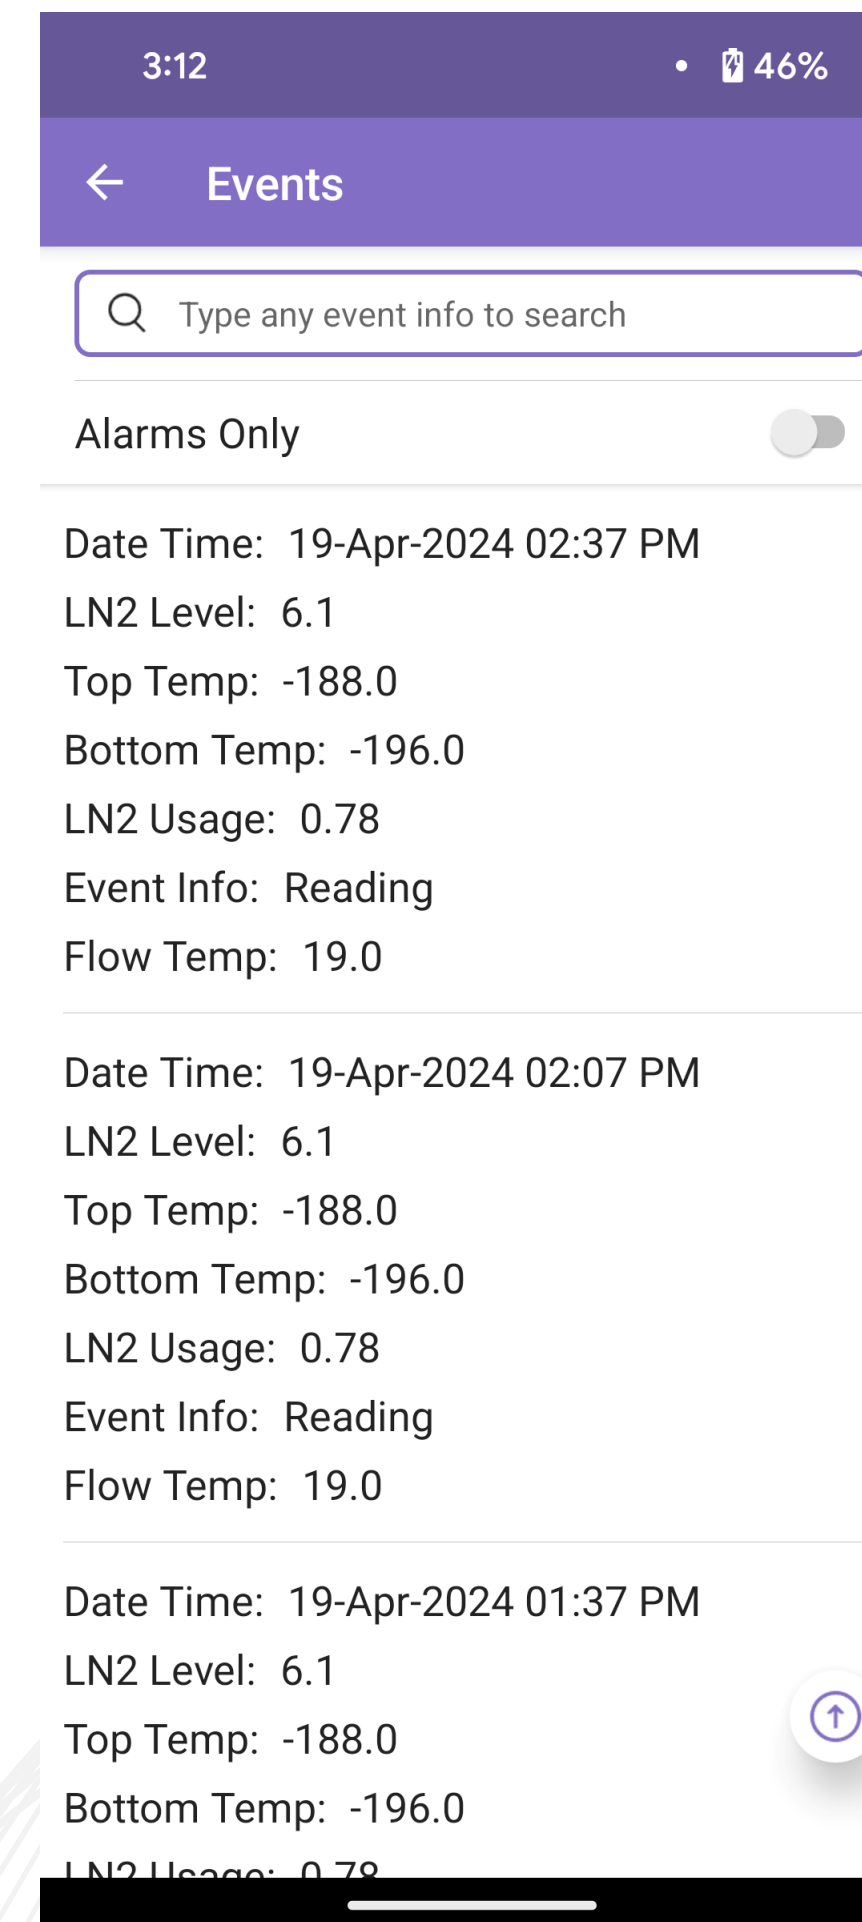 3:12 46%
Events
Type any event info to search
Alarms Only
Date Time: 19-Apr-2024 02:37 PM
LN2 Level: 6.1
Top Temp: -188.0
Bottom Temp: -196.0
LN2 Usage: 0.78
Event Info: Reading
Flow Temp: 19.0
Date Time: 19-Apr-2024 02:07 PM
LN2 Level: 6.1
Top Temp: -188.0
Bottom Temp: -196.0
LN2 Usage: 0.78
Event Info: Reading
Flow Temp: 19.0
Date Time: 19-Apr-2024 01:37 PM
LN2 Level: 6.1
Top Temp: -188.0
Bottom Temp: -196.0
LN2 Usage: 0.78